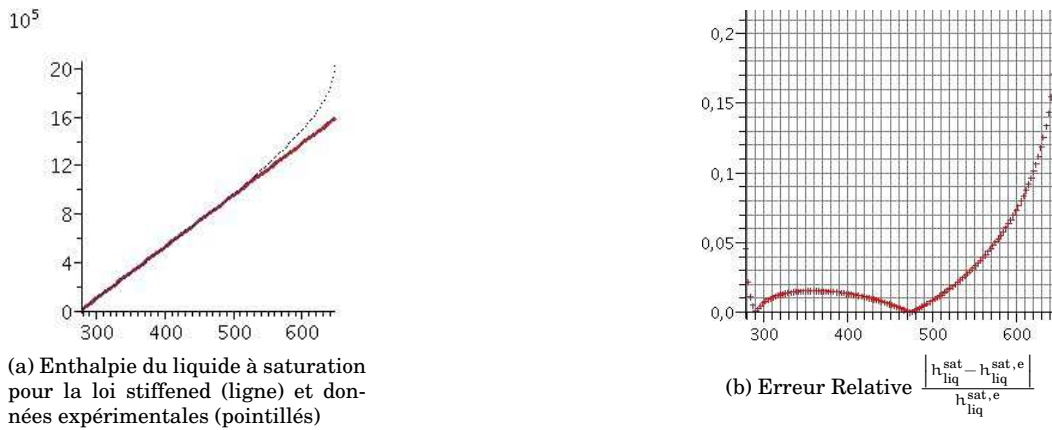 10⁵
20
16
12
8
4
0
300 400 500 600
(a) Enthalpie du liquide à saturation
pour la loi stiffened (ligne) et don-
nées expérimentales (pointillés)
0,2
0,15
0,1
0,05
0,0
300 400 500 600
(b) Erreur Relative |h_liq^sat − h_liq^sat,e| / h_liq^sat,e